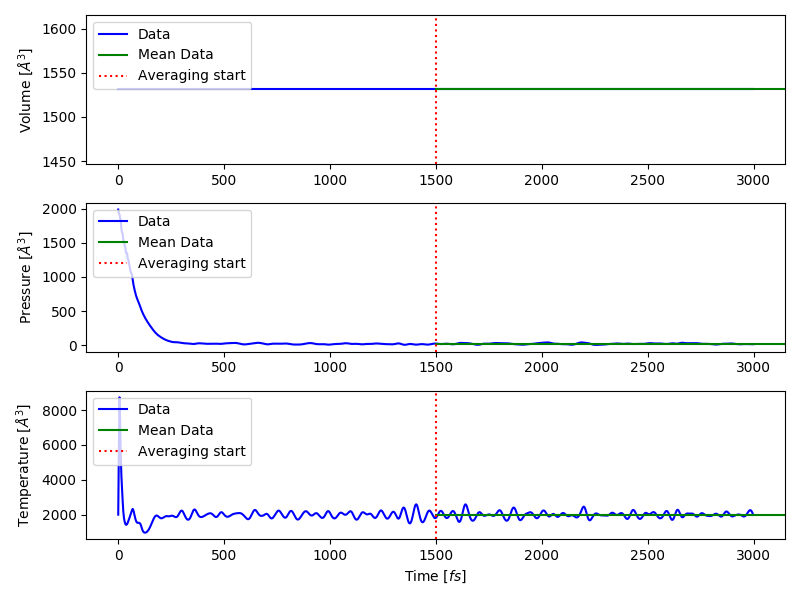 1600
1550
1500
1450
Volume [Å³]
Data
Mean Data
Averaging start
0 500 1000 1500 2000 2500 3000
2000
1500
1000
500
0
Pressure [Å³]
Data
Mean Data
Averaging start
0 500 1000 1500 2000 2500 3000
8000
6000
4000
2000
Temperature [Å³]
Data
Mean Data
Averaging start
0 500 1000 1500 2000 2500 3000
Time [fs]